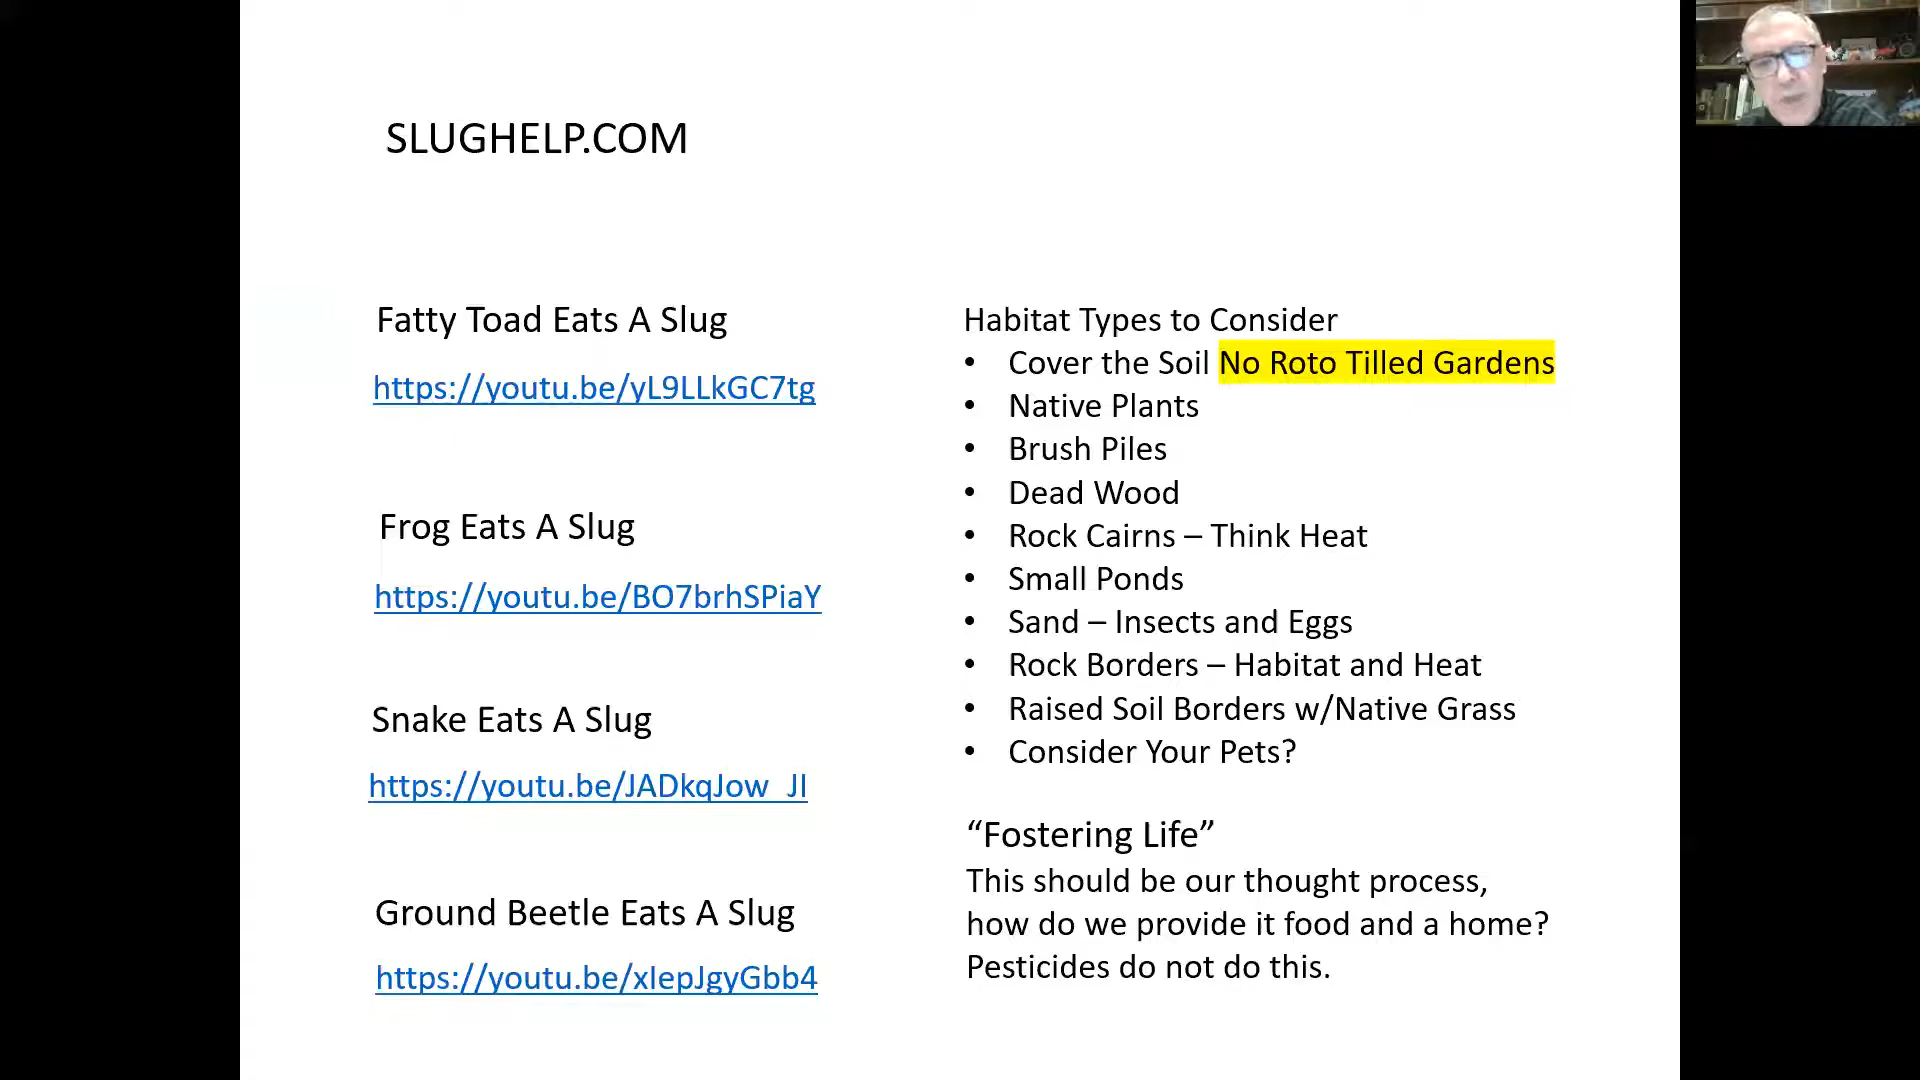 SLUGHELP.COM
Fatty Toad Eats A Slug
https://youtu.be/yL9LLkGC7tg
Frog Eats A Slug
https://youtu.be/BO7brhSPiaY
Snake Eats A Slug
https://youtu.be/JADkqJow_JI
Ground Beetle Eats A Slug
https://youtu.be/xIepJgyGbb4
Habitat Types to Consider
• Cover the Soil No Roto Tilled Gardens
• Native Plants
• Brush Piles
• Dead Wood
• Rock Cairns – Think Heat
• Small Ponds
• Sand – Insects and Eggs
• Rock Borders – Habitat and Heat
• Raised Soil Borders w/Native Grass
• Consider Your Pets?
“Fostering Life”
This should be our thought process,
how do we provide it food and a home?
Pesticides do not do this.